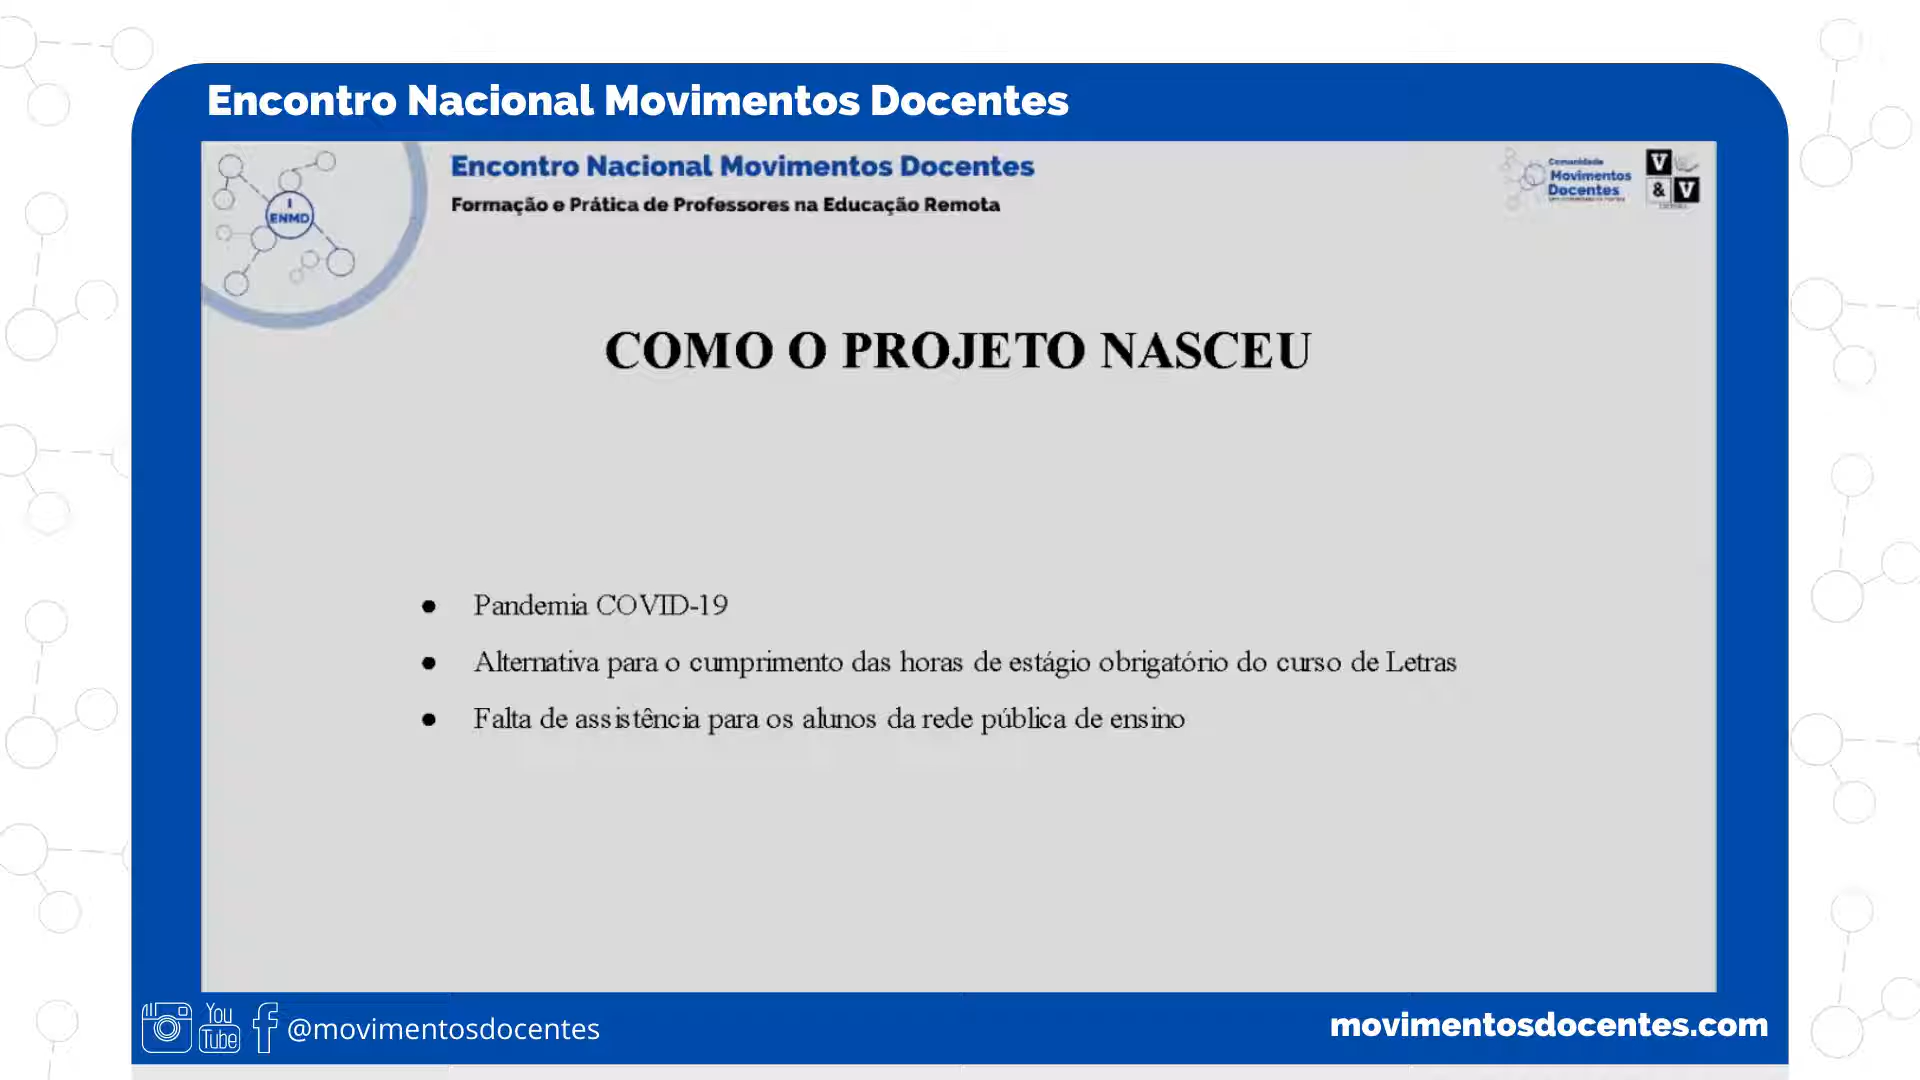 Encontro Nacional Movimentos Docentes
Encontro Nacional Movimentos Docentes
Formação e Prática de Professores na Educação Remota
I
ENMD
Comunidade
Movimentos
Docentes
V
& V
COMO O PROJETO NASCEU
● Pandemia COVID-19
● Alternativa para o cumprimento das horas de estágio obrigatório do curso de Letras
● Falta de assistência para os alunos da rede pública de ensino
You
Tube
@movimentosdocentes
movimentosdocentes.com